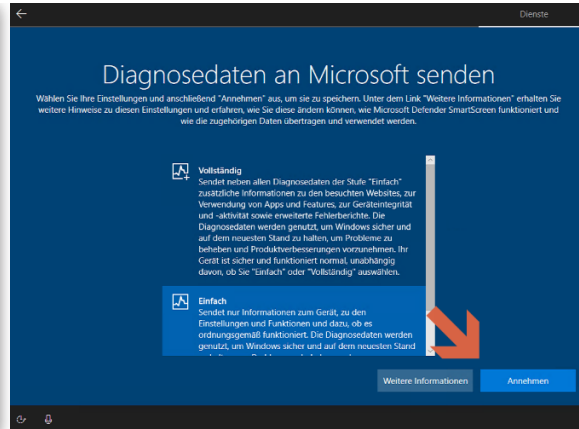 Dienste
Diagnosedaten an Microsoft senden
Wählen Sie Ihre Einstellungen und anschließend "Annehmen" aus, um sie zu speichern. Unter dem Link "Weitere Informationen" erhalten Sie
weitere Hinweise zu diesen Einstellungen und erfahren, wie Sie diese ändern können, wie Microsoft Defender SmartScreen funktioniert und
wie die zugehörigen Daten übertragen und verwendet werden.
Vollständig
Sendet neben allen Diagnosedaten der Stufe "Einfach"
zusätzliche Informationen zu den besuchten Websites, zur
Verwendung von Apps und Features, zur Geräteintegrität
und -aktivität sowie erweiterte Fehlerberichte. Die
Diagnosedaten werden genutzt, um Windows sicher und
auf dem neuesten Stand zu halten, um Probleme zu
beheben und Produktverbesserungen vorzunehmen. Ihr
Gerät ist sicher und funktioniert normal, unabhängig
davon, ob Sie "Einfach" oder "Vollständig" auswählen.
Einfach
Sendet nur Informationen zum Gerät, zu den
Einstellungen und Funktionen und dazu, ob es
ordnungsgemäß funktioniert. Die Diagnosedaten werden
genutzt, um Windows sicher und auf dem neuesten Stand
Weitere Informationen
Annehmen